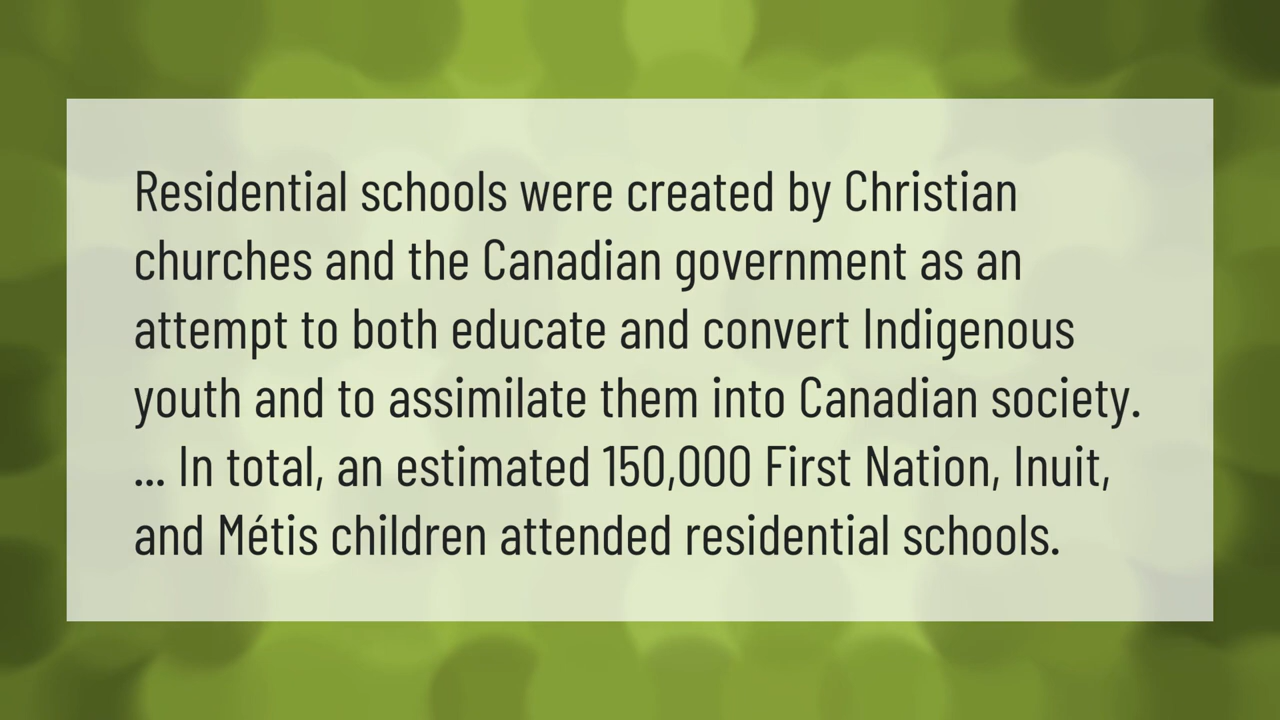 Residential schools were created by Christian
churches and the Canadian government as an
attempt to both educate and convert Indigenous
youth and to assimilate them into Canadian society.
... In total, an estimated 150,000 First Nation, Inuit,
and Métis children attended residential schools.